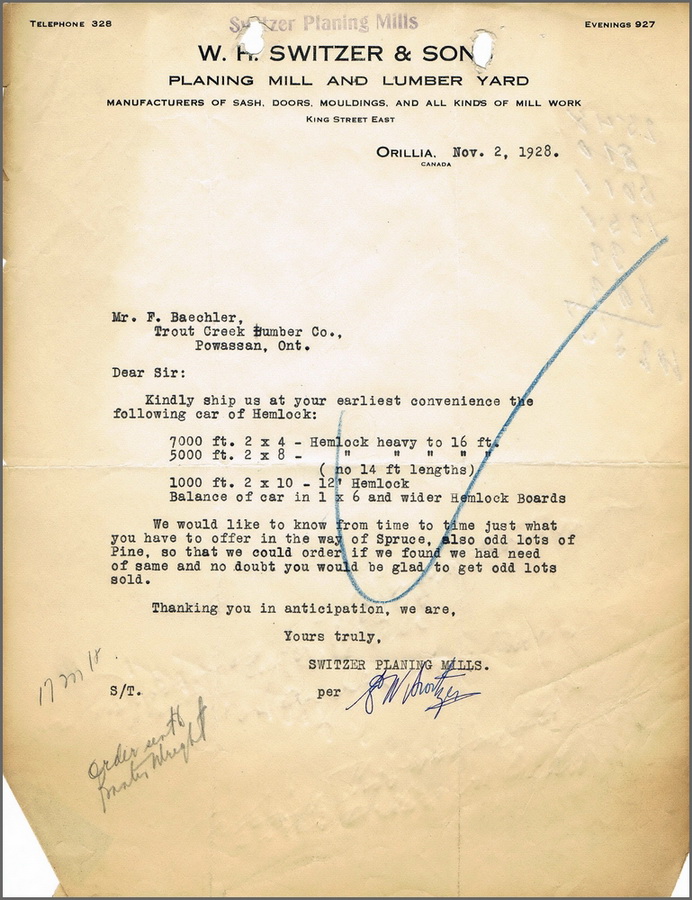 TELEPHONE 328
Switzer Planing Mills
EVENINGS 927
W. H. SWITZER & SON
PLANING MILL AND LUMBER YARD
MANUFACTURERS OF SASH, DOORS, MOULDINGS, AND ALL KINDS OF MILL WORK
KING STREET EAST
ORILLIA, Nov. 2, 1928.
CANADA
Mr. F. Baechler,
Trout Creek Lumber Co.,
Powassan, Ont.
Dear Sir:
Kindly ship us at your earliest convenience the
following car of Hemlock:
7000 ft. 2 x 4 - Hemlock heavy to 16 ft.
5000 ft. 2 x 8 - " " " " "
( no 14 ft lengths)
1000 ft. 2 x 10 - 12' Hemlock
Balance of car in 1 x 6 and wider Hemlock Boards
We would like to know from time to time just what
you have to offer in the way of Spruce, also odd lots of
Pine, so that we could order if we found we had need
of same and no doubt you would be glad to get odd lots
sold.
Thanking you in anticipation, we are,
Yours truly,
SWITZER PLANING MILLS.
S/T. per
Order sent to
Wright